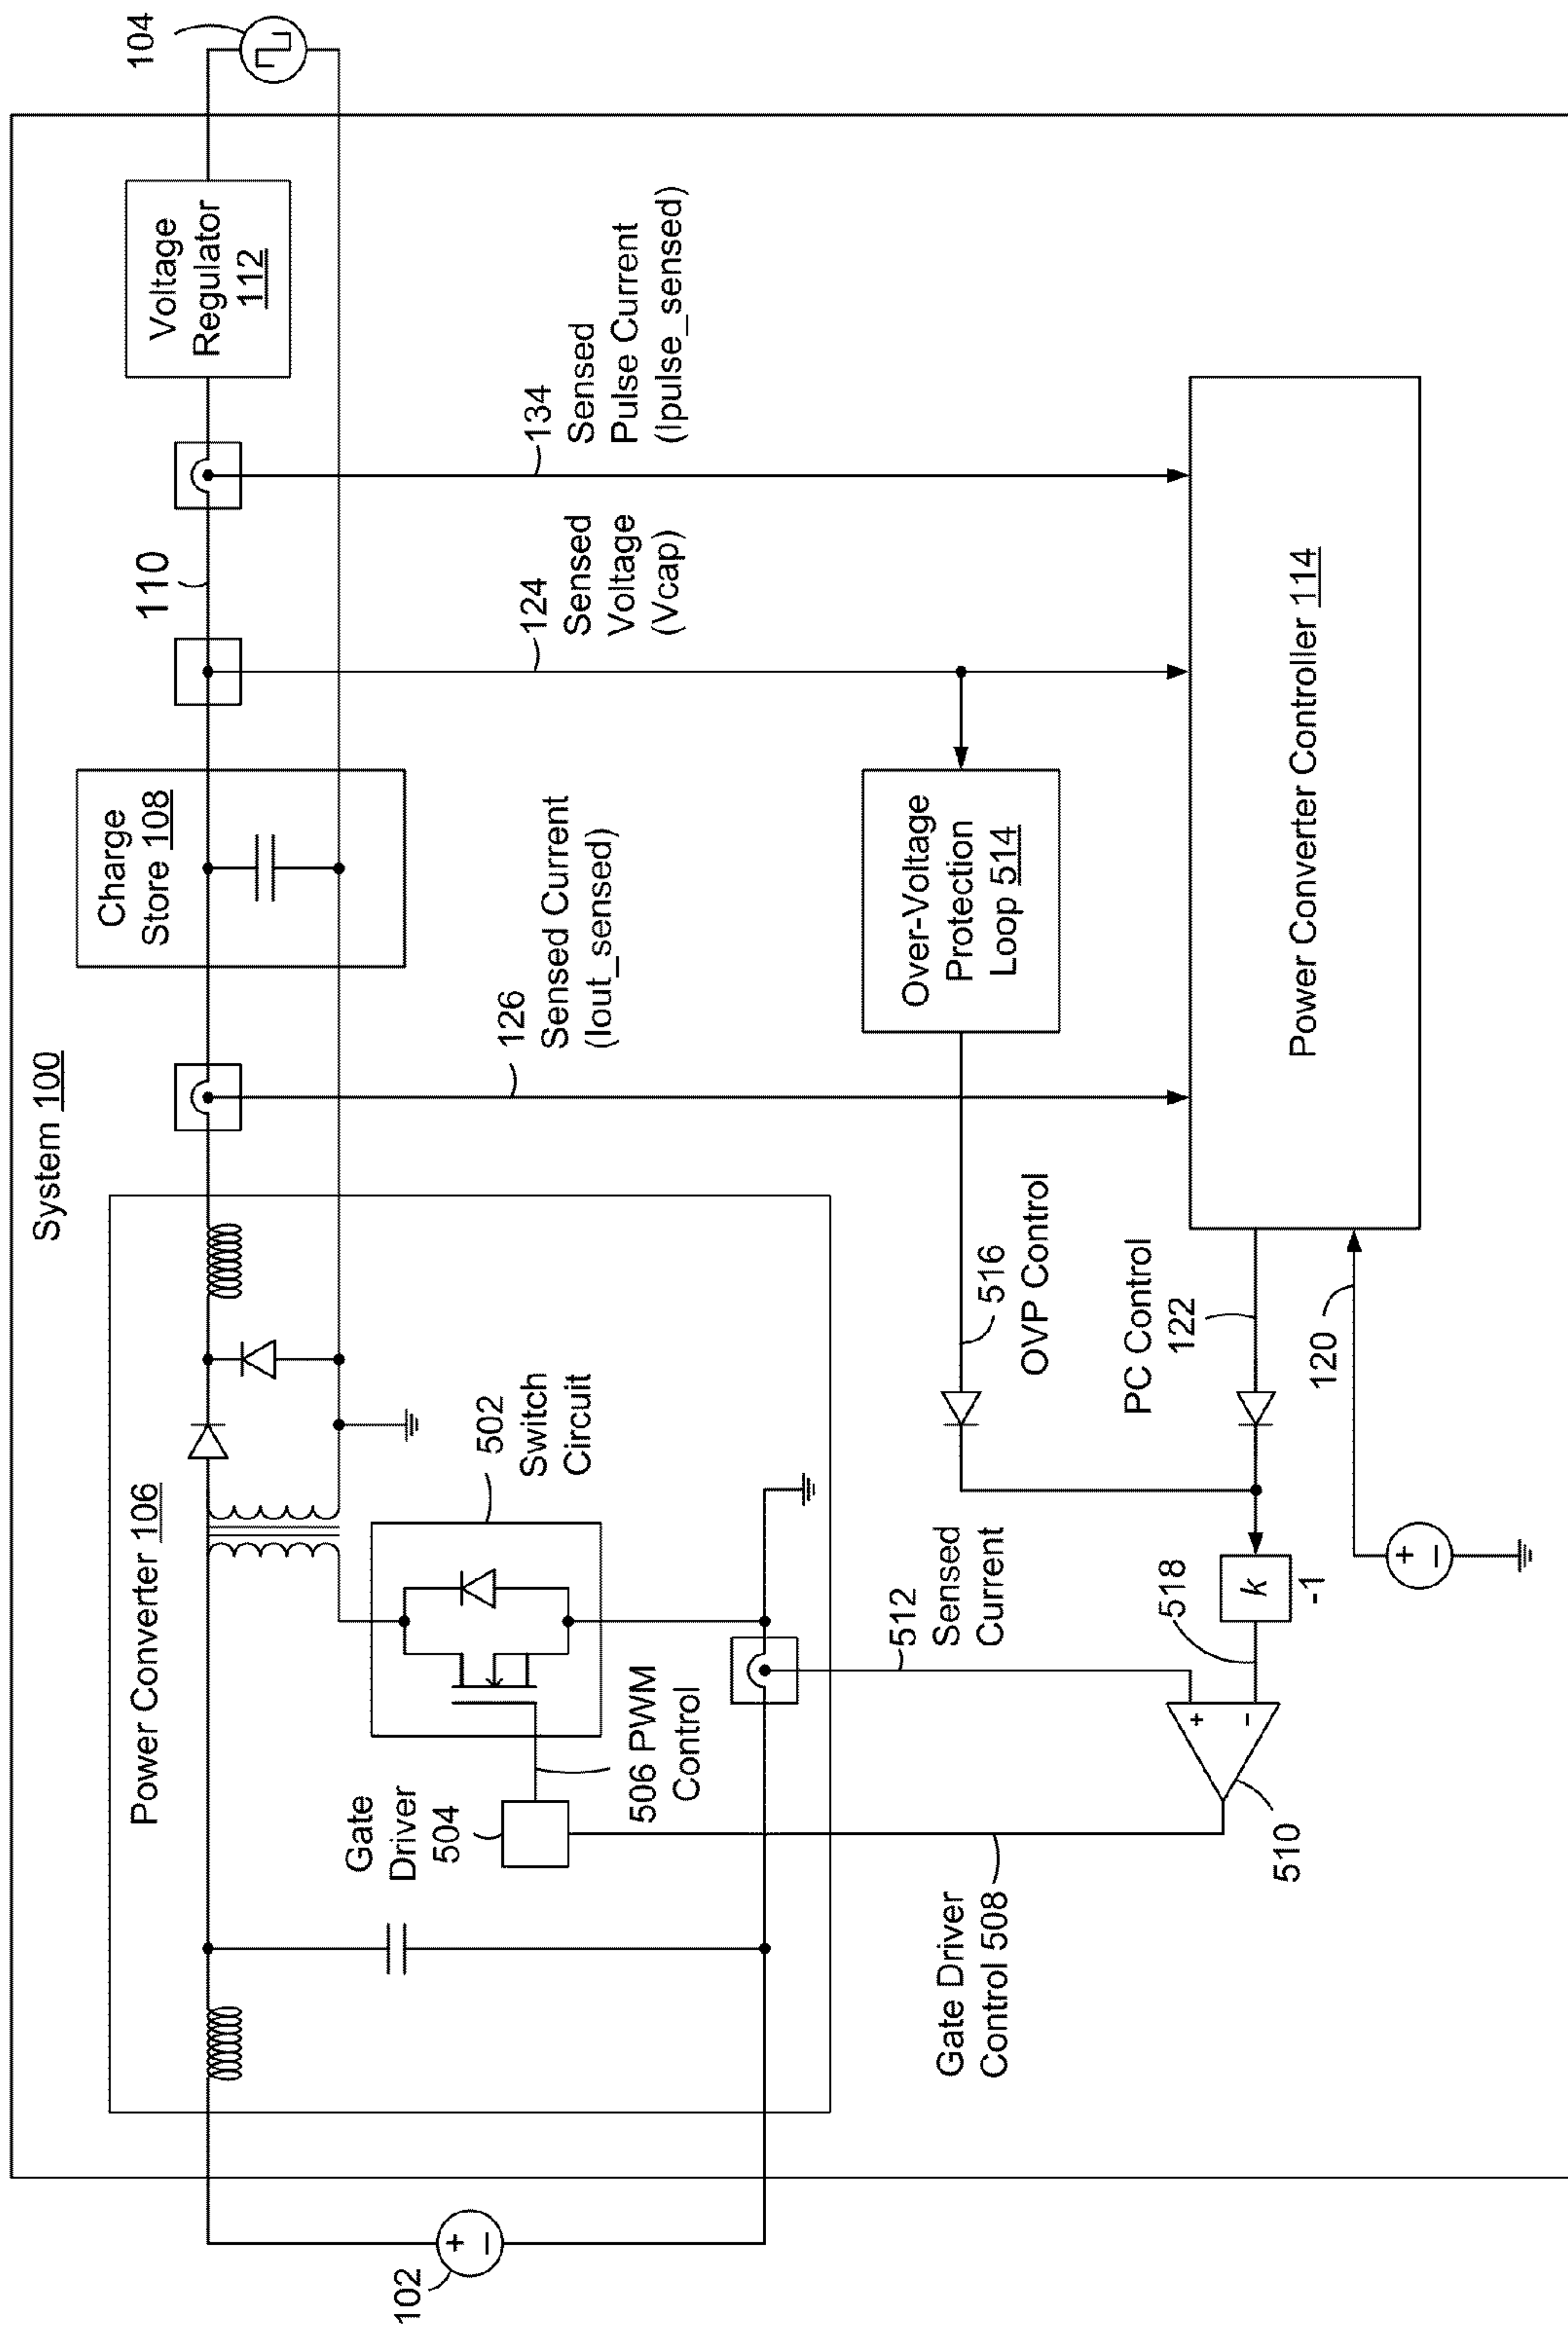 System 100
Power Converter 106
Charge
Store 108
110
Voltage
Regulator
112
104
102
Gate
Driver
504
502
Switch
Circuit
506 PWM
Control
126
Sensed Current
(Iout_sensed)
124
Sensed
Voltage
(Vcap)
134
Sensed
Pulse Current
(Ipulse_sensed)
Gate Driver
Control 508
512
Sensed
Current
516
OVP Control
Over-Voltage
Protection
Loop 514
510
518
k
-1
PC Control
122
120
Power Converter Controller 114
+
–
+
-
+
–